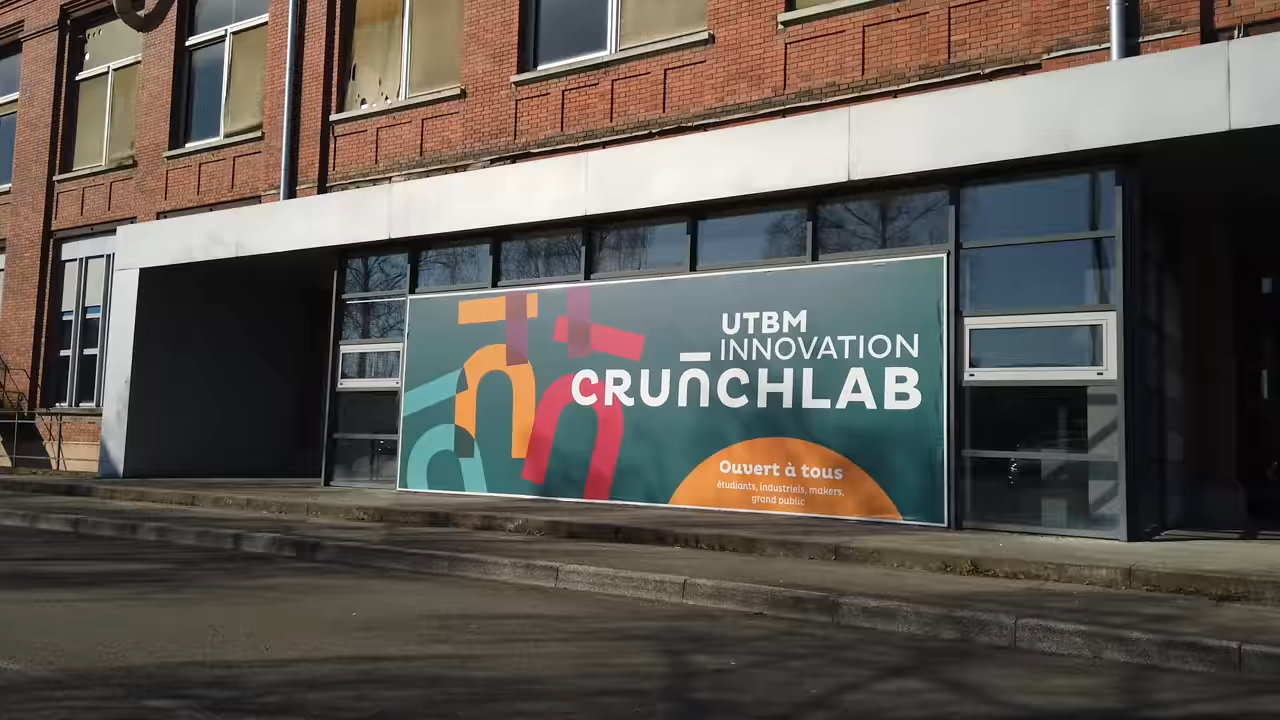 UTBM
INNOVATION
CRUNCHLAB
Ouvert à tous
étudiants, industriels, makers,
grand public